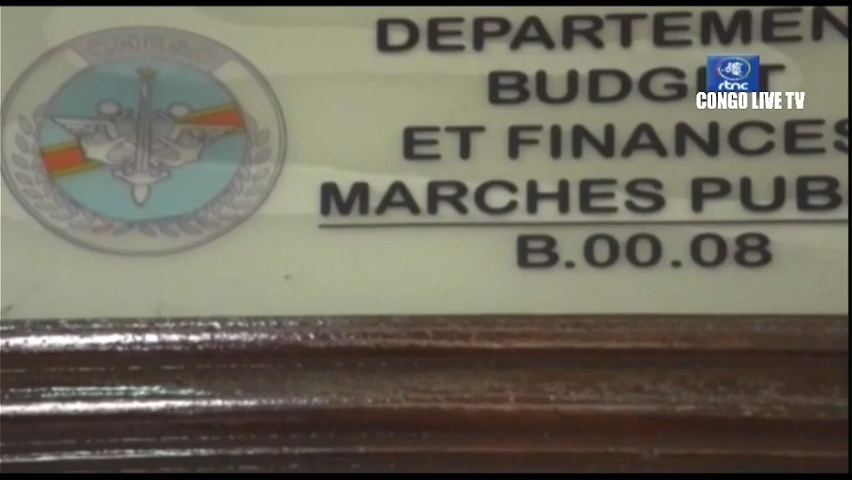 DEPARTEMEN
BUDGET
ET FINANCES
MARCHES PUB
B.00.08
rtnc
CONGO LIVE TV